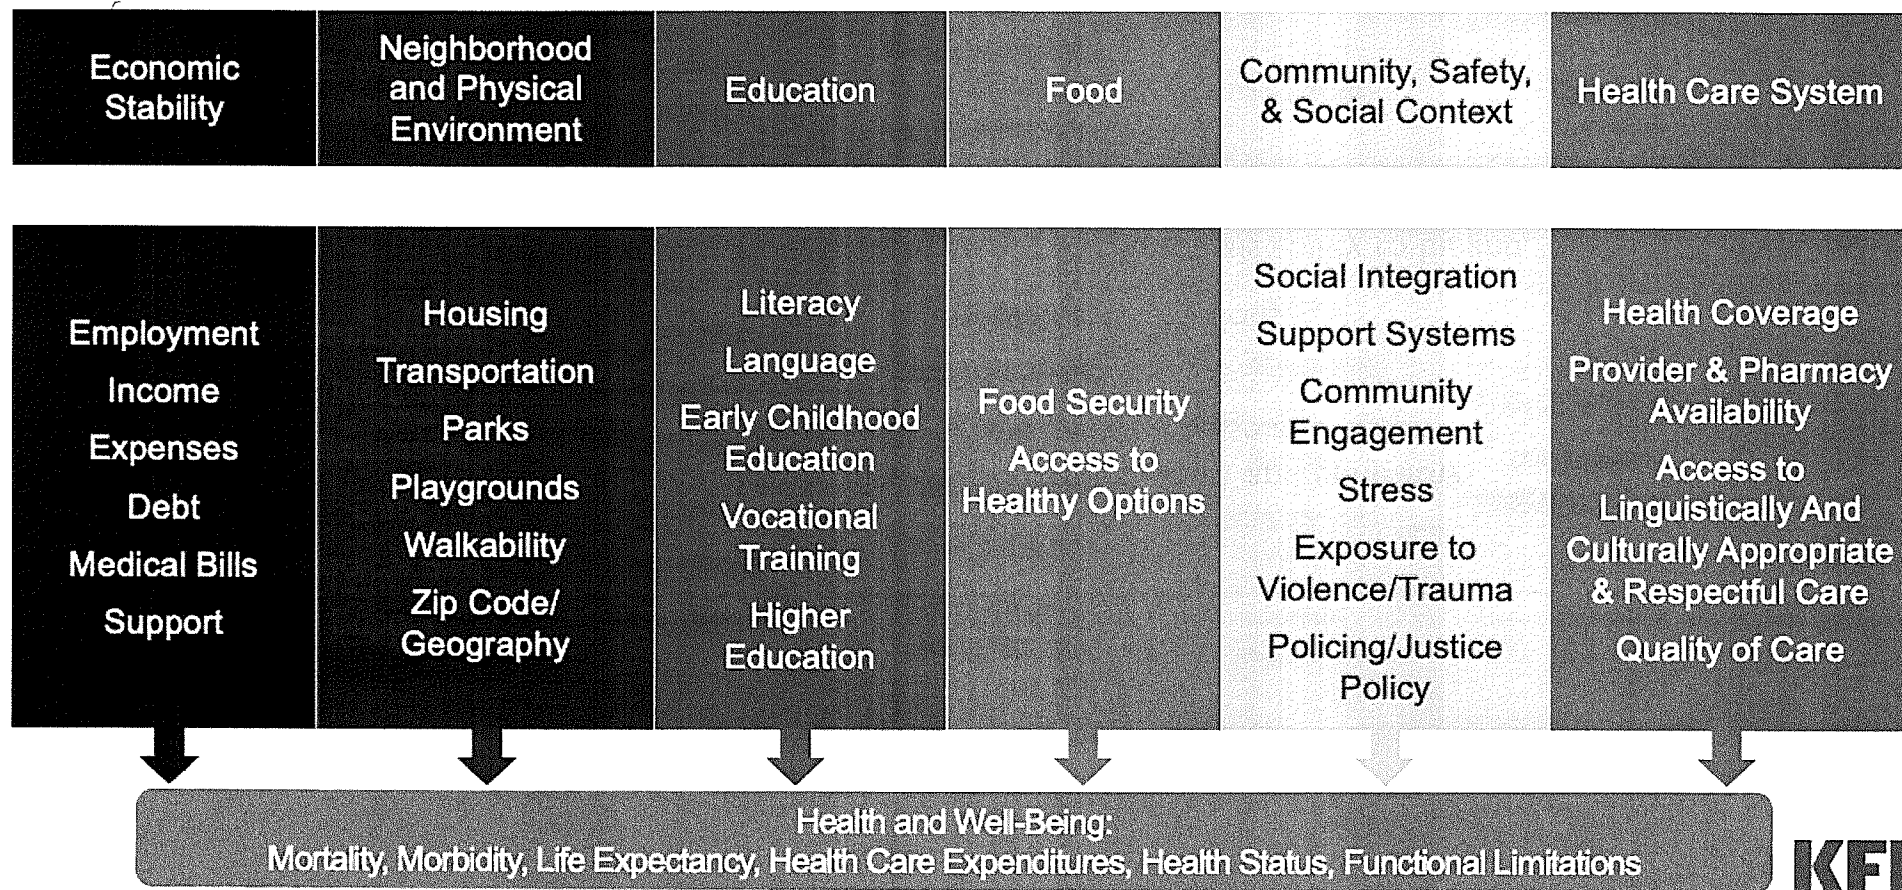 Economic
Stability
Neighborhood
and Physical
Environment
Education
Food
Community, Safety,
& Social Context
Health Care System
Employment
Income
Expenses
Debt
Medical Bills
Support
Housing
Transportation
Parks
Playgrounds
Walkability
Zip Code/
Geography
Literacy
Language
Early Childhood
Education
Vocational
Training
Higher
Education
Food Security
Access to
Healthy Options
Social Integration
Support Systems
Community
Engagement
Stress
Exposure to
Violence/Trauma
Policing/Justice
Policy
Health Coverage
Provider & Pharmacy
Availability
Access to
Linguistically And
Culturally Appropriate
& Respectful Care
Quality of Care
Health and Well-Being:
Mortality, Morbidity, Life Expectancy, Health Care Expenditures, Health Status, Functional Limitations